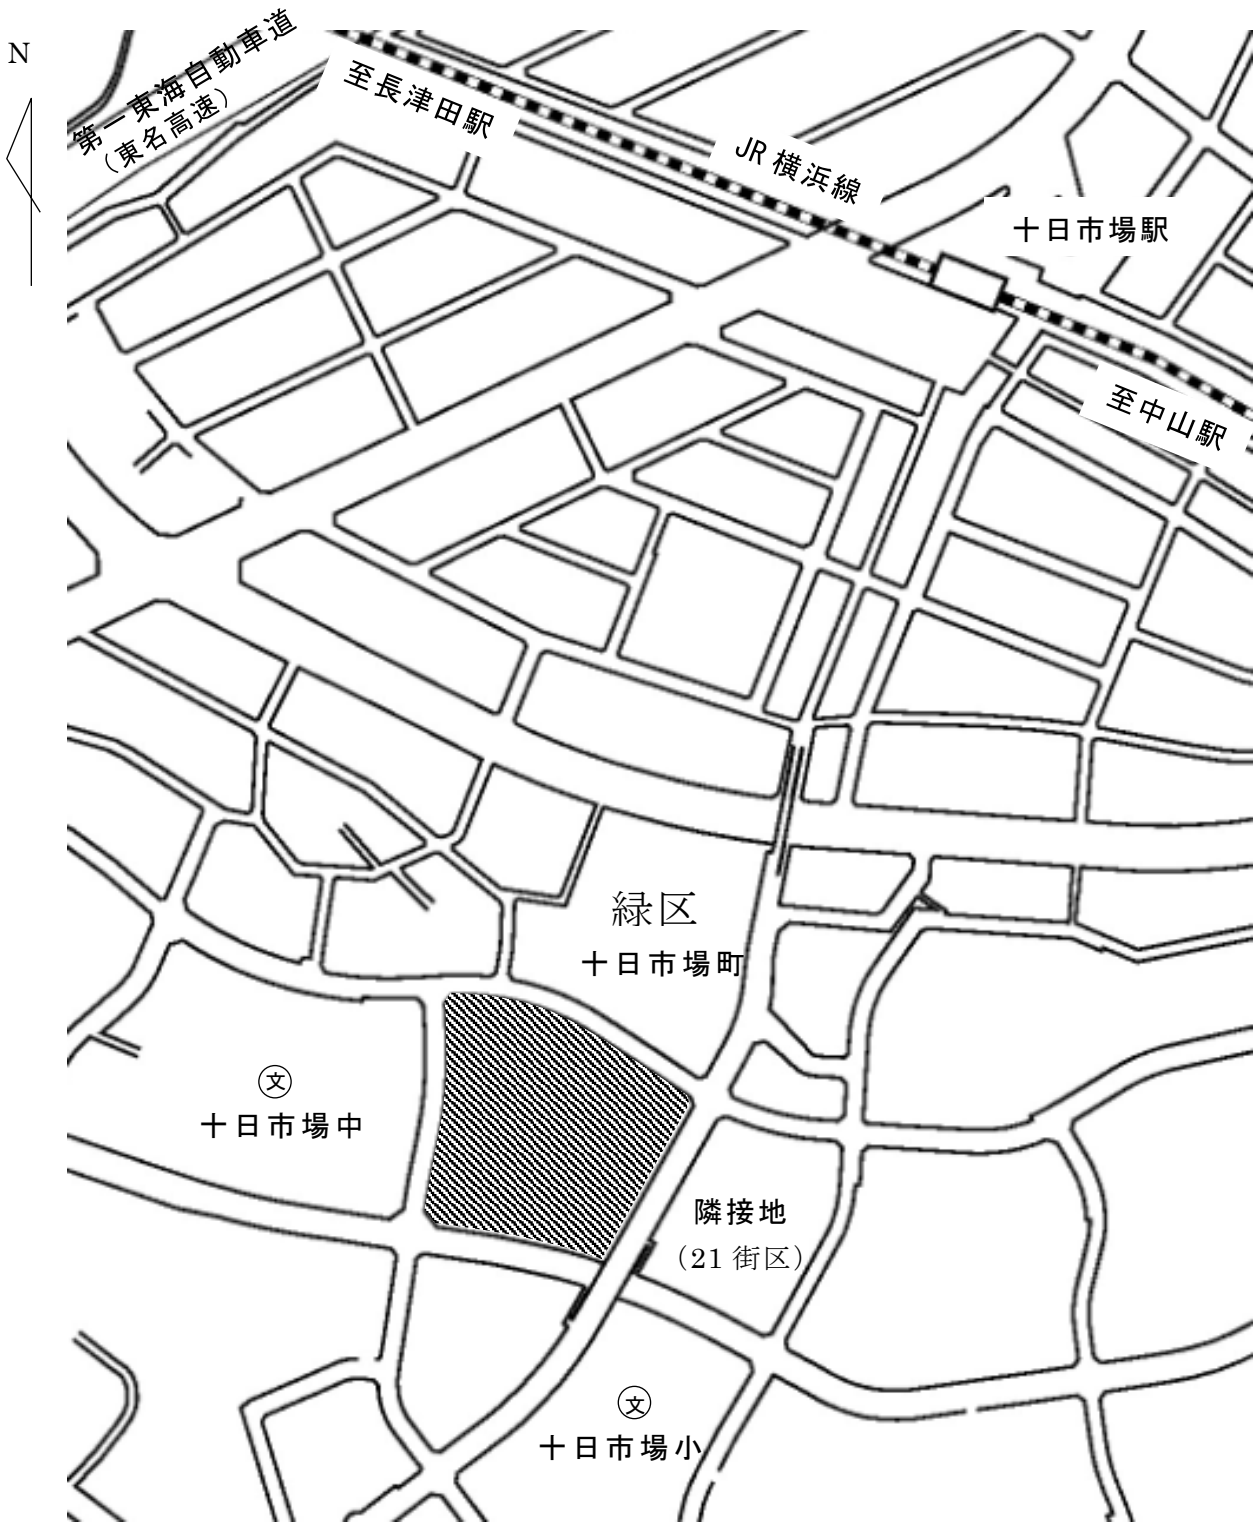 N
第一東海自動車道
（東名高速）
至長津田駅
JR 横浜線
十日市場駅
至中山駅
緑区
十日市場町
文
十日市場中
隣接地
（21 街区）
文
十日市場小